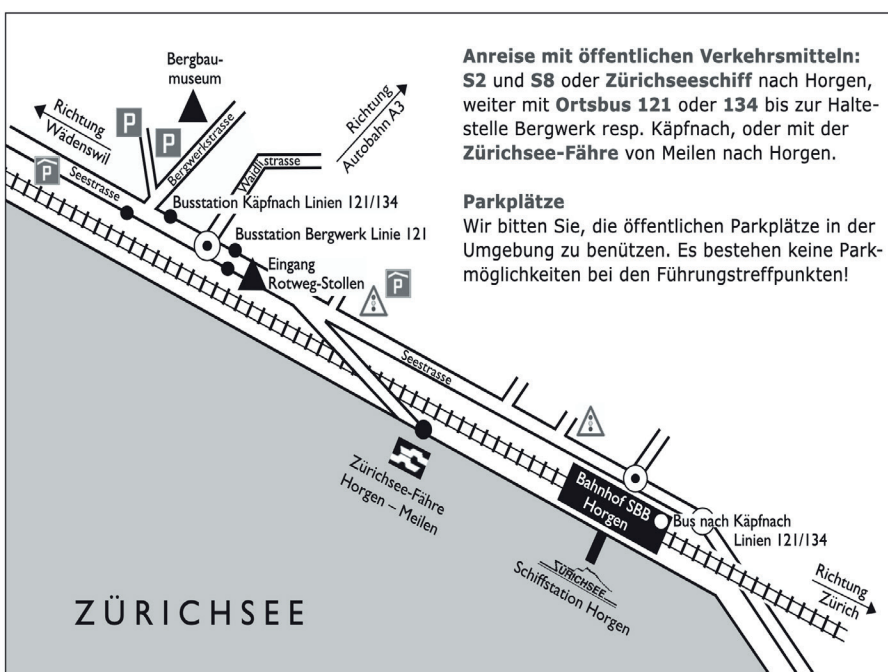 Anreise mit öffentlichen Verkehrsmitteln:
S2 und S8 oder Zürichseeschiff nach Horgen,
weiter mit Ortsbus 121 oder 134 bis zur Halte-
stelle Bergwerk resp. Käpfnach, oder mit der
Zürichsee-Fähre von Meilen nach Horgen.
Parkplätze
Wir bitten Sie, die öffentlichen Parkplätze in der
Umgebung zu benützen. Es bestehen keine Park-
möglichkeiten bei den Führungstreffpunkten!
Bergbau-
museum
Richtung
Wädenswil
P
P
Bergwerkstrasse
Richtung
Autobahn A3
Waidlistrasse
P
Seestrasse
Busstation Käpfnach Linien 121/134
Busstation Bergwerk Linie 121
Eingang
Rotweg-Stollen
P
Seestrasse
Zürichsee-Fähre
Horgen – Meilen
Bahnhof SBB
Horgen
Bus nach Käpfnach
Linien 121/134
ZÜRICHSEE
Schiffstation Horgen
Richtung
Zürich
ZÜRICHSEE